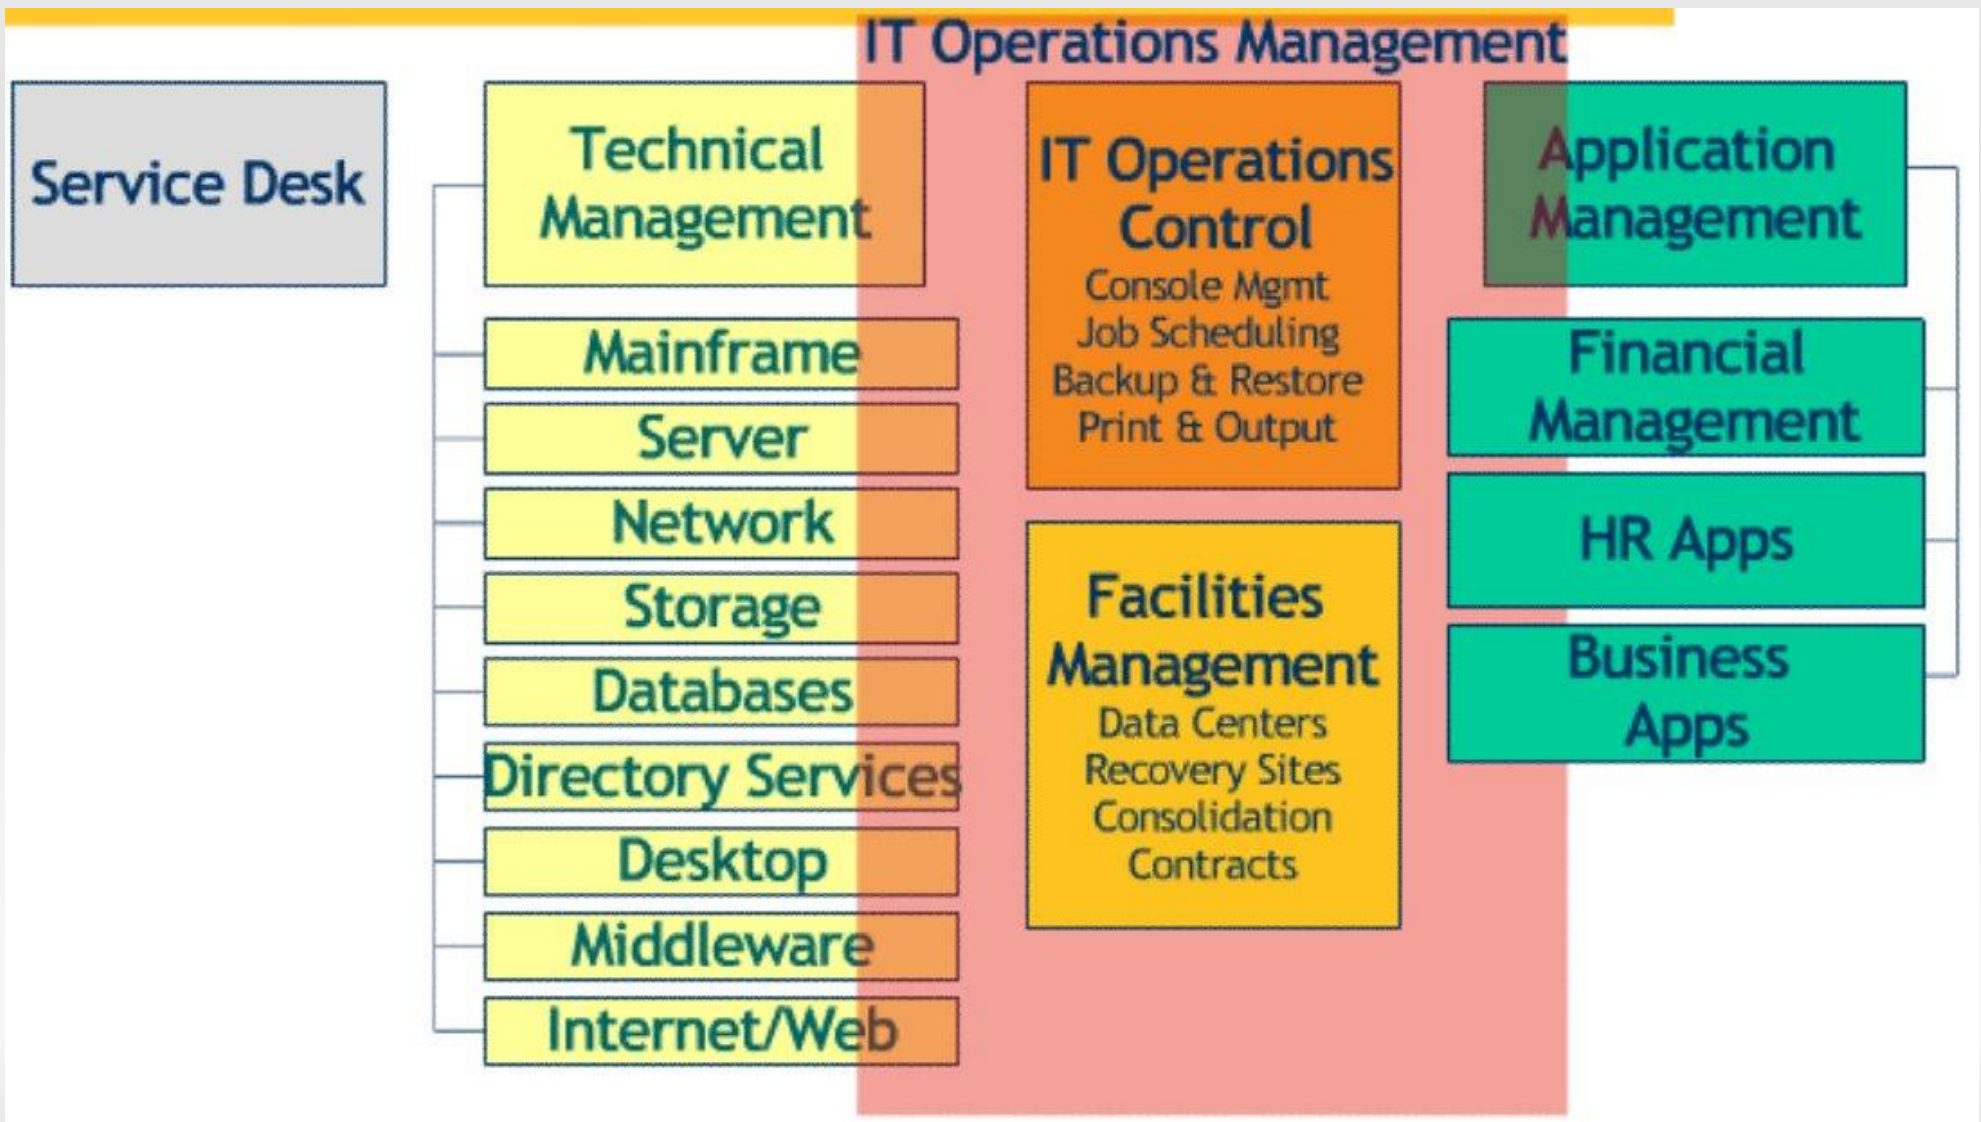 IT Operations Management
Service Desk
Technical
Management
Mainframe
Server
Network
Storage
Databases
Directory Services
Desktop
Middleware
Internet/Web
IT Operations
Control
Console Mgmt
Job Scheduling
Backup & Restore
Print & Output
Facilities
Management
Data Centers
Recovery Sites
Consolidation
Contracts
Application
Management
Financial
Management
HR Apps
Business
Apps